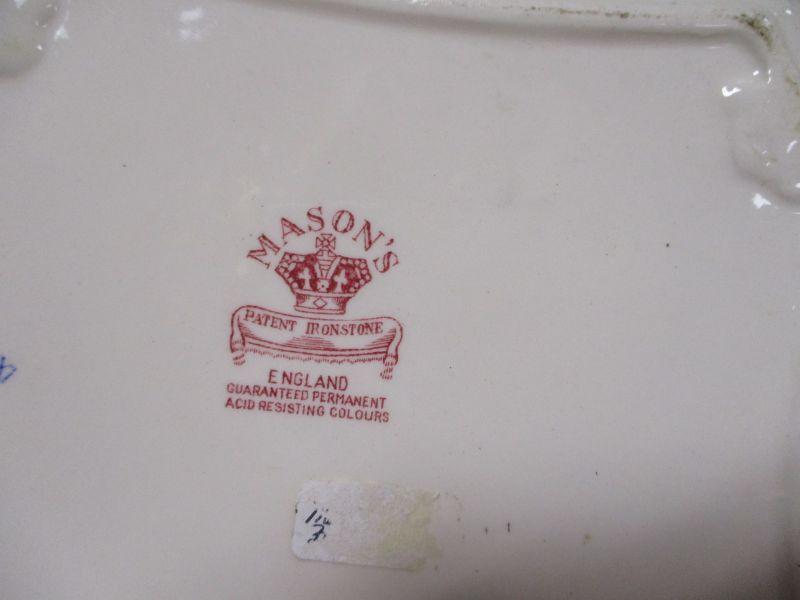 MASON'S
PATENT IRONSTONE
ENGLAND
GUARANTEED PERMANENT
ACID RESISTING COLOURS